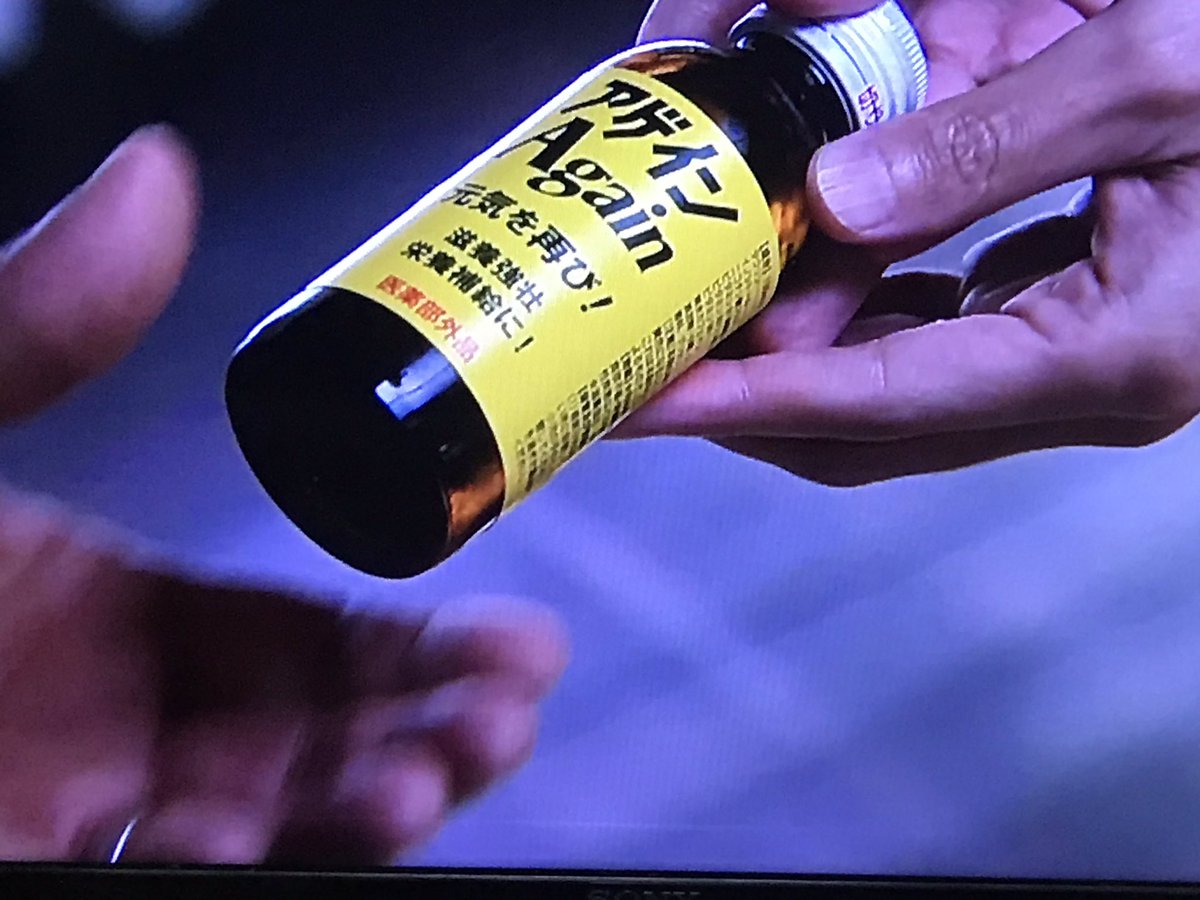 アゲイン
Again
元気を再び!
滋養強壮
栄養補給に!
医薬部外品
SONY